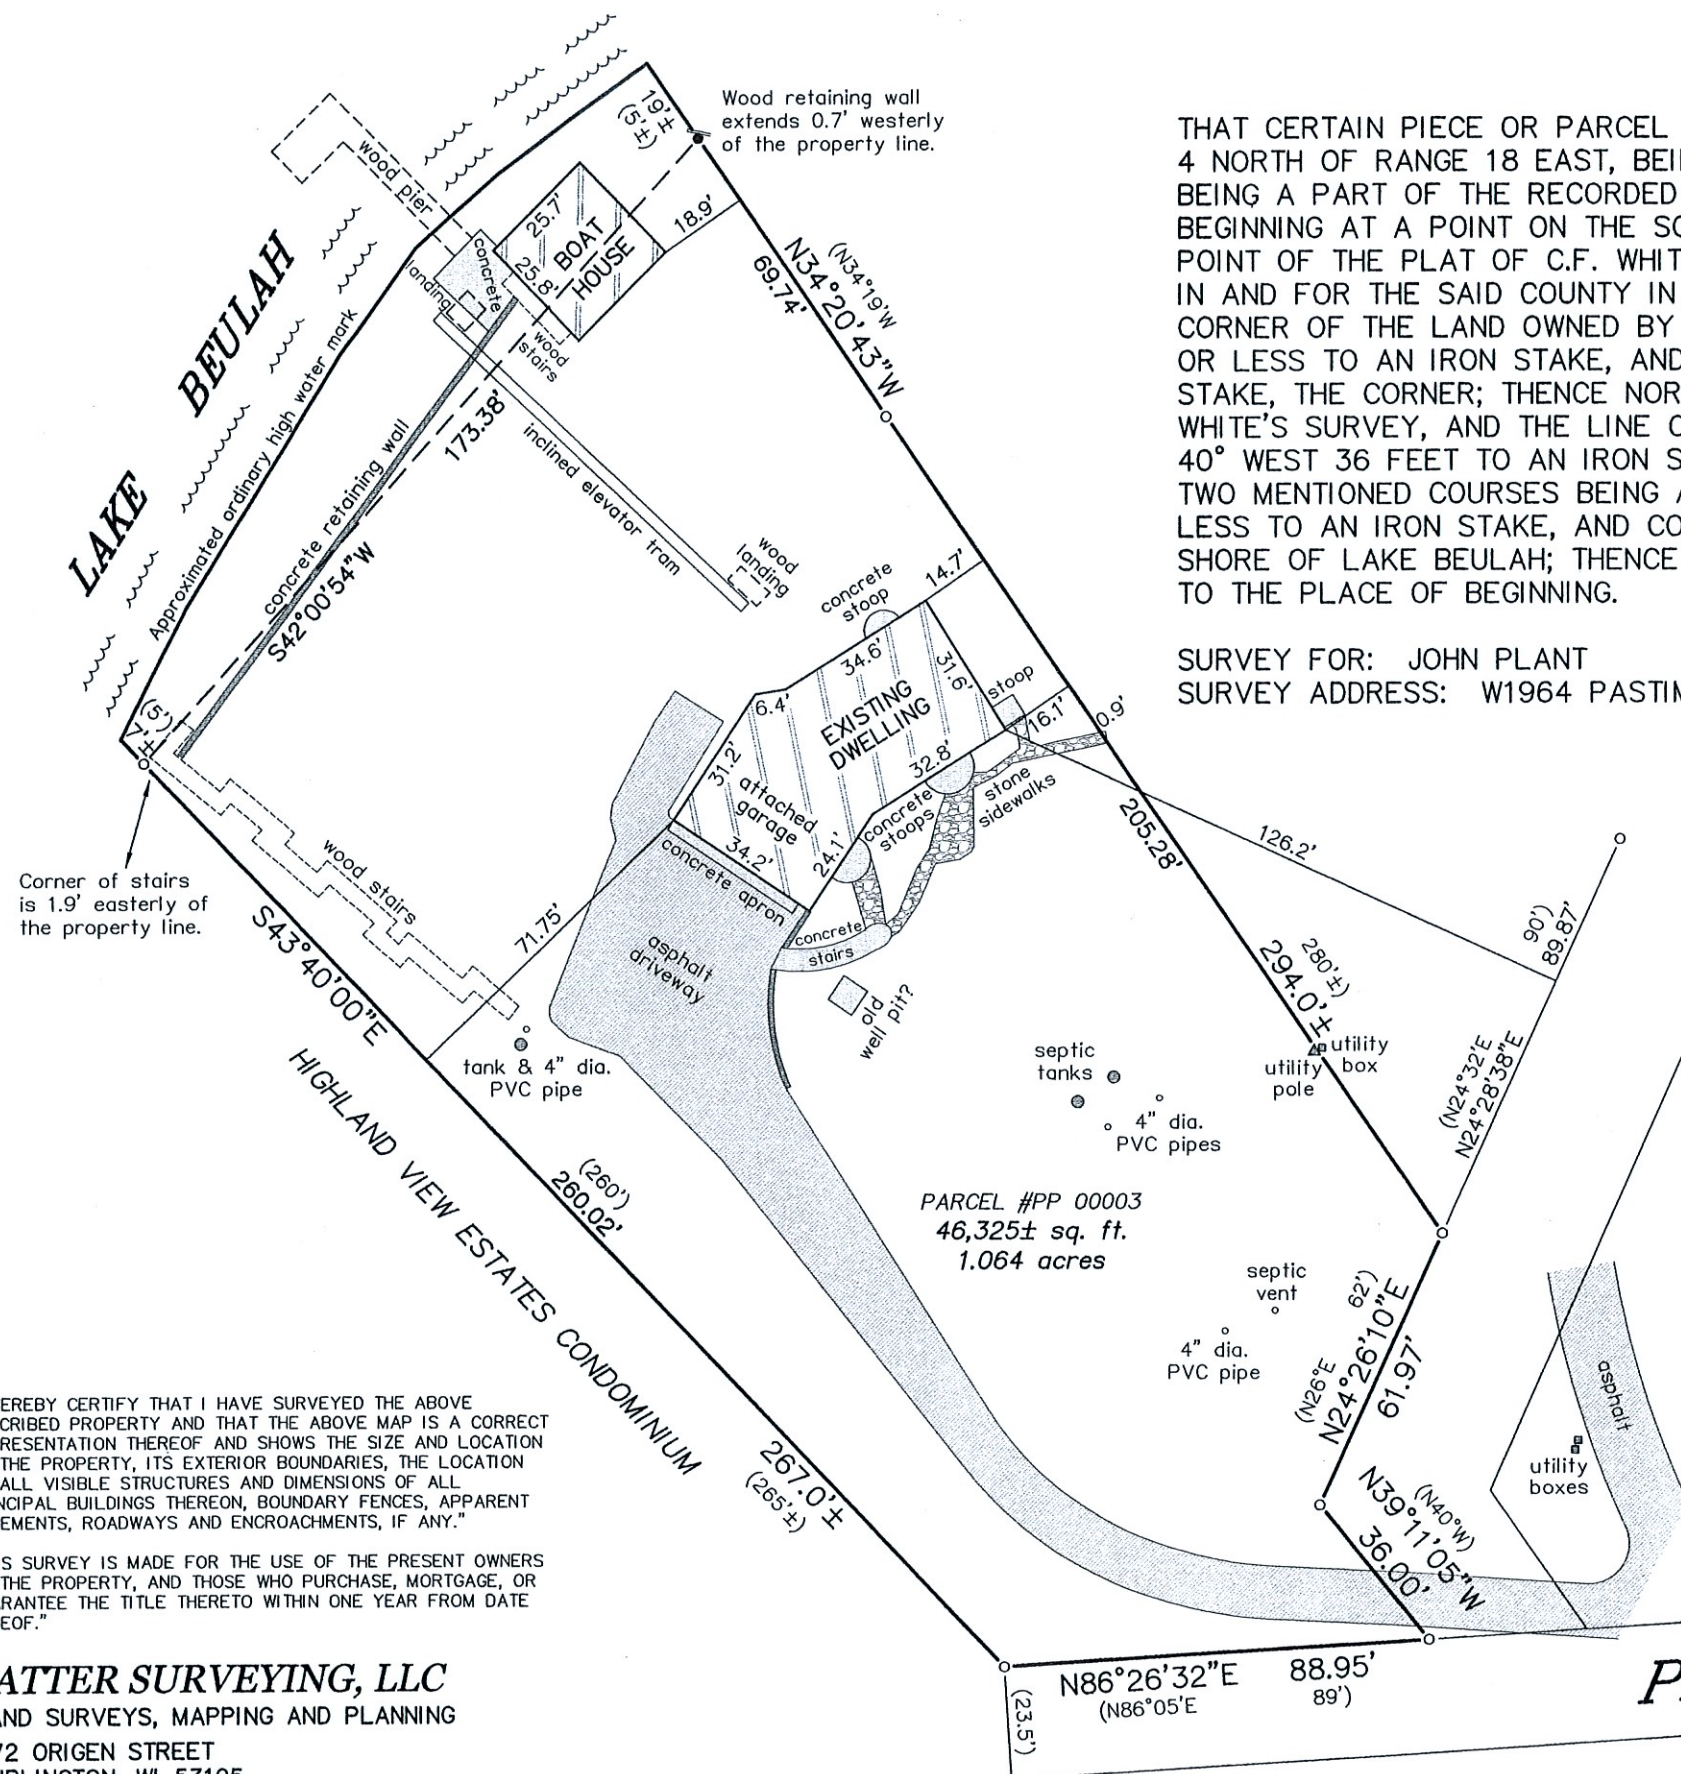 Wood retaining wall
extends 0.7' westerly
of the property line.
19'±
(5'±)
wood pier
25.7'
BOAT
HOUSE
25.8'
18.9'
concrete
landing
wood
stairs
(N34°19'W
N34°20'43"W
69.74'
LAKE BEULAH
Approximated ordinary high water mark
concrete retaining wall
173.38'
S42°00'54"W
inclined elevator tram
wood
landing
concrete
stoop
14.7'
34.6'
31.6'
stoop
6.4'
EXISTING
DWELLING
16.1'
0.9'
32.8'
31.2'
attached
garage
34.2'
24.1'
concrete
stoops
stone
sidewalks
concrete apron
concrete
stairs
asphalt
driveway
old
well pit?
71.75'
(5')
7'±
Corner of stairs
is 1.9' easterly of
the property line.
wood stairs
S43°40'00"E
tank & 4" dia.
PVC pipe
HIGHLAND VIEW ESTATES CONDOMINIUM
(260')
260.02'
267.0'±
(265'±)
205.28'
126.2'
90')
89.87'
280'±)
294.0'±
utility
box
utility
pole
(N24°32'E
N24°28'38"E
septic
tanks
4" dia.
PVC pipes
PARCEL #PP 00003
46,325± sq. ft.
1.064 acres
septic
vent
4" dia.
PVC pipe
62')
(N26°E
N24°26'10"E
61.97'
(N40°W)
N39°11'05"W
36.00'
asphalt
utility
boxes
N86°26'32"E 88.95'
(N86°05'E 89')
(23.5')
P
THAT CERTAIN PIECE OR PARCEL
4 NORTH OF RANGE 18 EAST, BEI
BEING A PART OF THE RECORDED
BEGINNING AT A POINT ON THE SO
POINT OF THE PLAT OF C.F. WHIT
IN AND FOR THE SAID COUNTY IN
CORNER OF THE LAND OWNED BY
OR LESS TO AN IRON STAKE, AND
STAKE, THE CORNER; THENCE NOR
WHITE'S SURVEY, AND THE LINE O
40° WEST 36 FEET TO AN IRON S
TWO MENTIONED COURSES BEING A
LESS TO AN IRON STAKE, AND CO
SHORE OF LAKE BEULAH; THENCE
TO THE PLACE OF BEGINNING.
SURVEY FOR: JOHN PLANT
SURVEY ADDRESS: W1964 PASTIM
EREBY CERTIFY THAT I HAVE SURVEYED THE ABOVE
CRIBED PROPERTY AND THAT THE ABOVE MAP IS A CORRECT
RESENTATION THEREOF AND SHOWS THE SIZE AND LOCATION
THE PROPERTY, ITS EXTERIOR BOUNDARIES, THE LOCATION
ALL VISIBLE STRUCTURES AND DIMENSIONS OF ALL
NCIPAL BUILDINGS THEREON, BOUNDARY FENCES, APPARENT
EMENTS, ROADWAYS AND ENCROACHMENTS, IF ANY."
S SURVEY IS MADE FOR THE USE OF THE PRESENT OWNERS
THE PROPERTY, AND THOSE WHO PURCHASE, MORTGAGE, OR
RANTEE THE TITLE THERETO WITHIN ONE YEAR FROM DATE
EOF."
ATTER SURVEYING, LLC
AND SURVEYS, MAPPING AND PLANNING
72 ORIGEN STREET